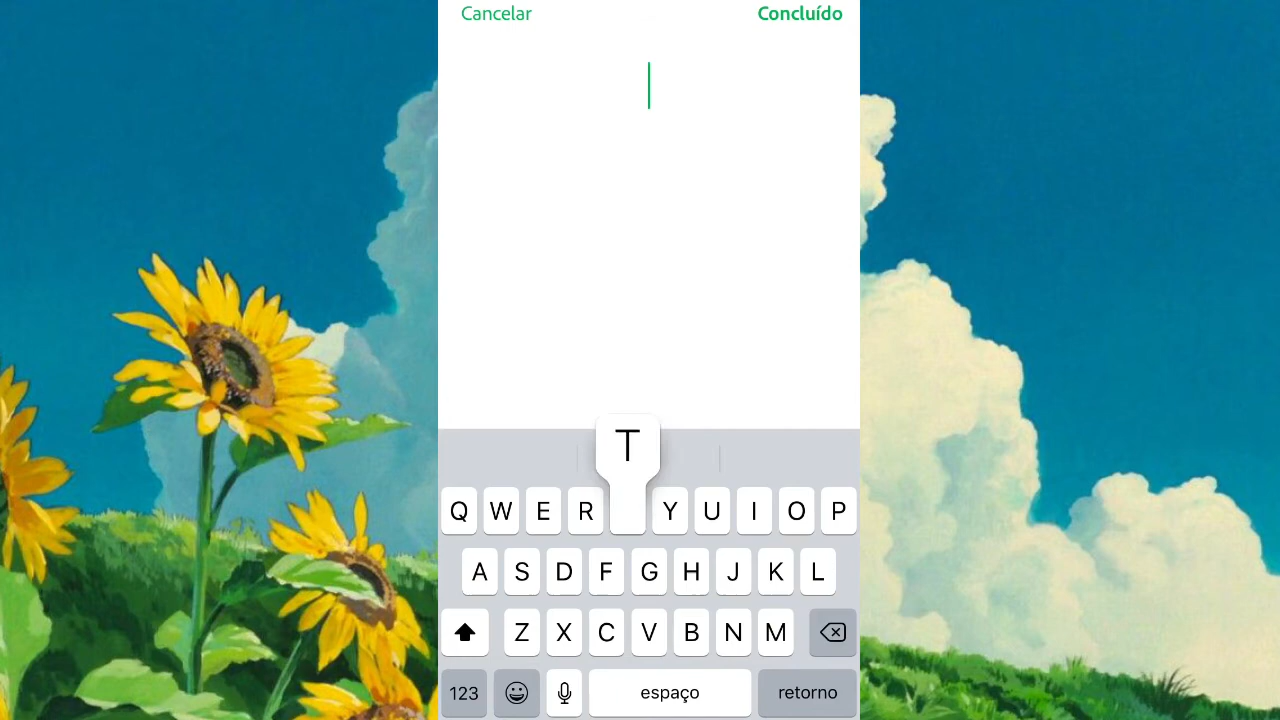 Cancelar Concluído
T
Q W E R Y U I O P
A S D F G H J K L
Z X C V B N M
123 espaço retorno